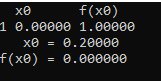 x0 f(x0)
1 0.00000 1.00000
x0 = 0.20000
f(x0) = 0.000000